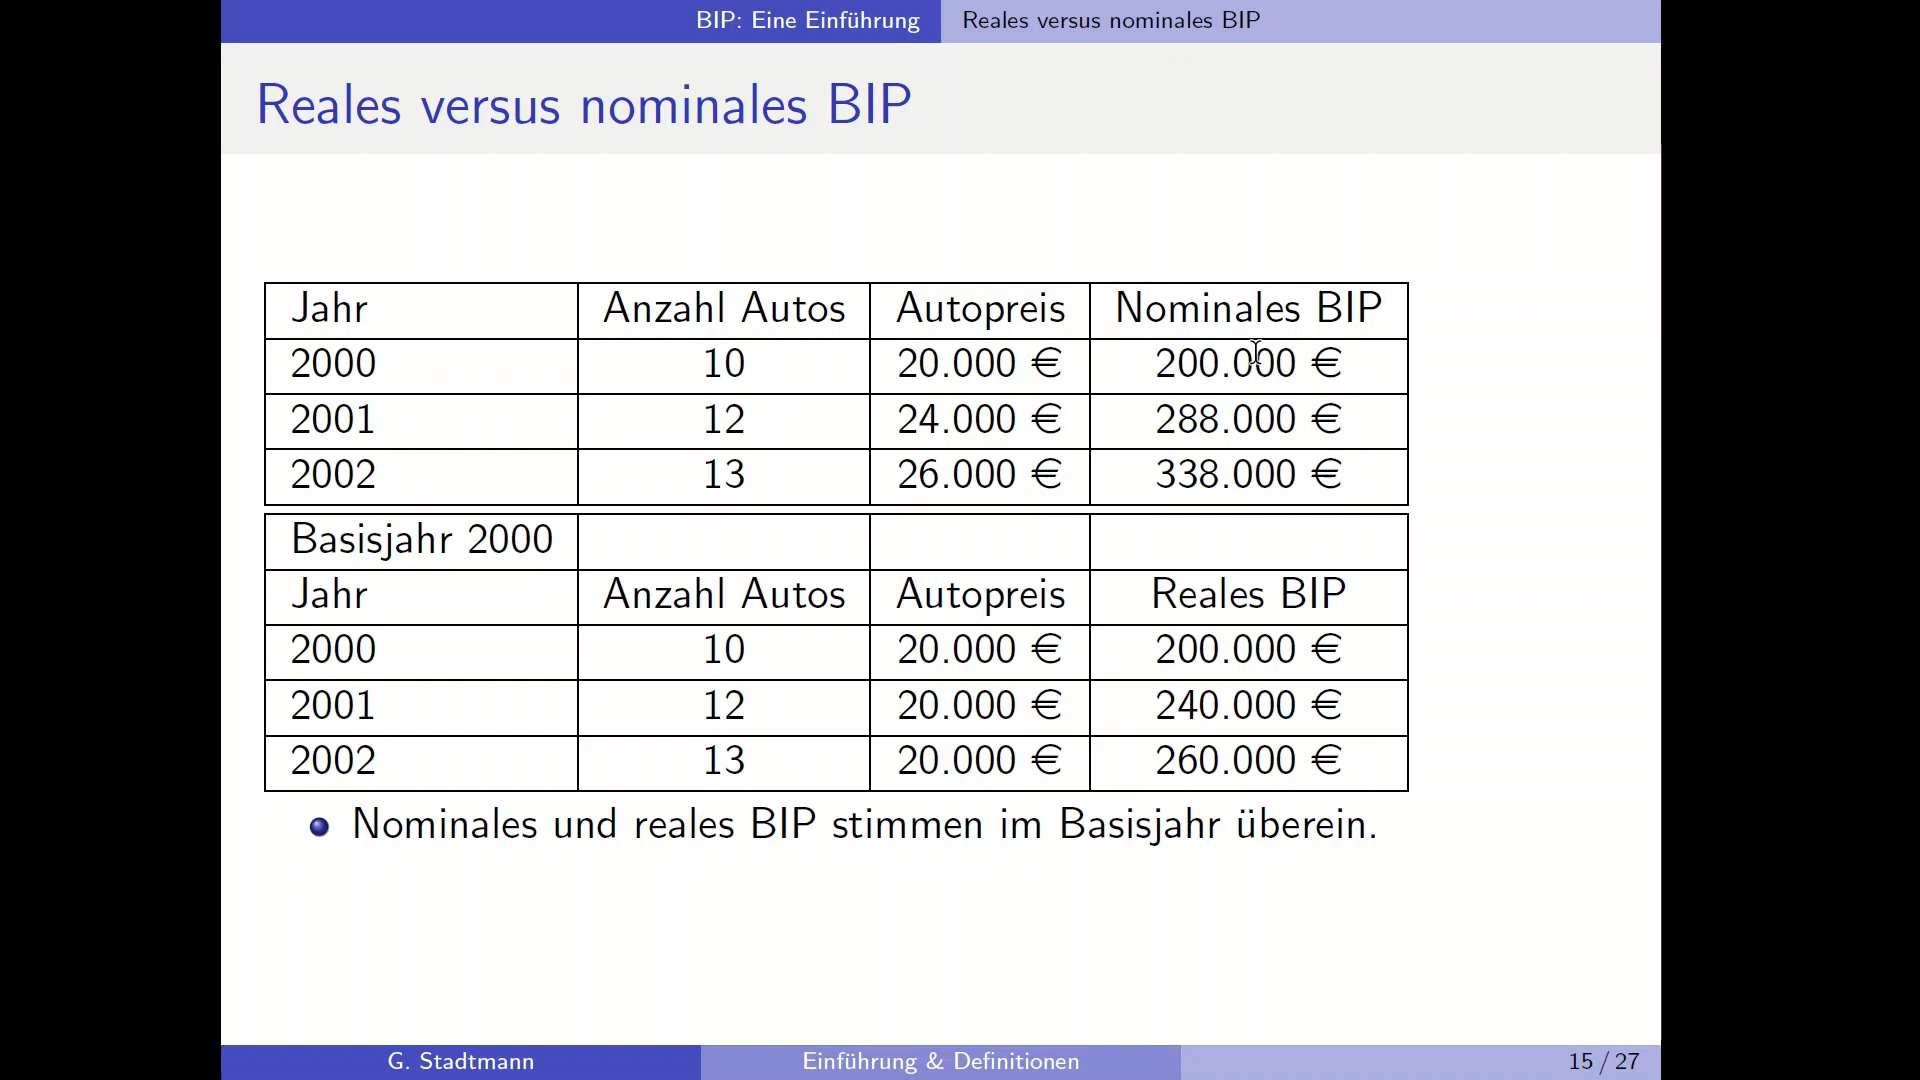 BIP: Eine Einführung Reales versus nominales BIP
Reales versus nominales BIP
Jahr Anzahl Autos Autopreis Nominales BIP
2000 10 20.000 € 200.000 €
2001 12 24.000 € 288.000 €
2002 13 26.000 € 338.000 €
Basisjahr 2000
Jahr Anzahl Autos Autopreis Reales BIP
2000 10 20.000 € 200.000 €
2001 12 20.000 € 240.000 €
2002 13 20.000 € 260.000 €
Nominales und reales BIP stimmen im Basisjahr überein.
G. Stadtmann Einführung & Definitionen 15 / 27